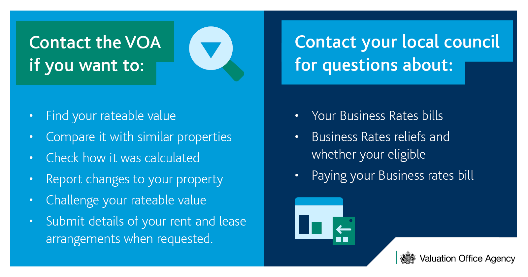 Contact the VOA
if you want to:
• Find your rateable value
• Compare it with similar properties
• Check how it was calculated
• Report changes to your property
• Challenge your rateable value
• Submit details of your rent and lease
arrangements when requested.
Contact your local council
for questions about:
• Your Business Rates bills
• Business Rates reliefs and
whether your eligible
• Paying your Business rates bill
Valuation Office Agency